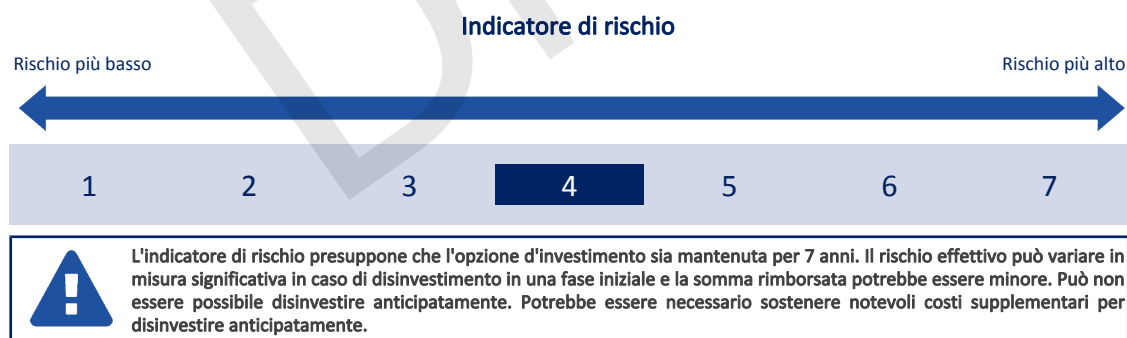 Indicatore di rischio
Rischio più basso
Rischio più alto
1 2 3 4 5 6 7
L'indicatore di rischio presuppone che l'opzione d'investimento sia mantenuta per 7 anni. Il rischio effettivo può variare in
misura significativa in caso di disinvestimento in una fase iniziale e la somma rimborsata potrebbe essere minore. Può non
essere possibile disinvestire anticipatamente. Potrebbe essere necessario sostenere notevoli costi supplementari per
disinvestire anticipatamente.